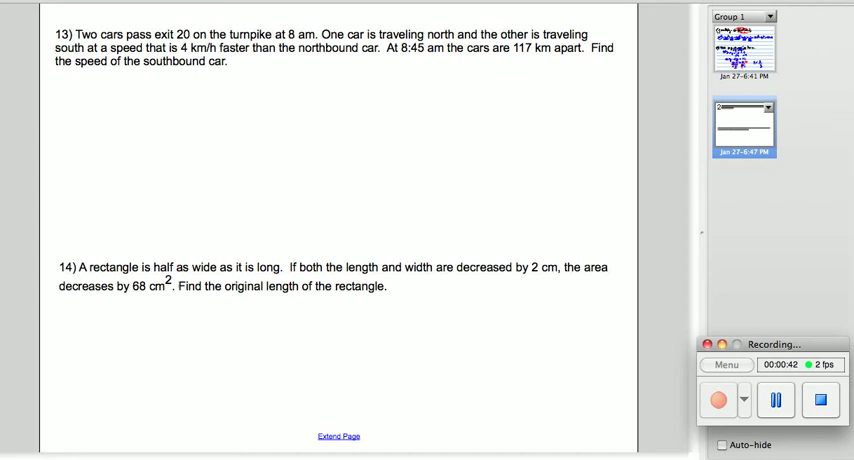 13) Two cars pass exit 20 on the turnpike at 8 am. One car is traveling north and the other is traveling
south at a speed that is 4 km/h faster than the northbound car. At 8:45 am the cars are 117 km apart. Find
the speed of the southbound car.
14) A rectangle is half as wide as it is long. If both the length and width are decreased by 2 cm, the area
decreases by 68 cm². Find the original length of the rectangle.
Extend Page
Group 1
Jan 27-6:41 PM
Jan 27-6:47 PM
Recording...
Menu
00:00:42
2 fps
Auto-hide